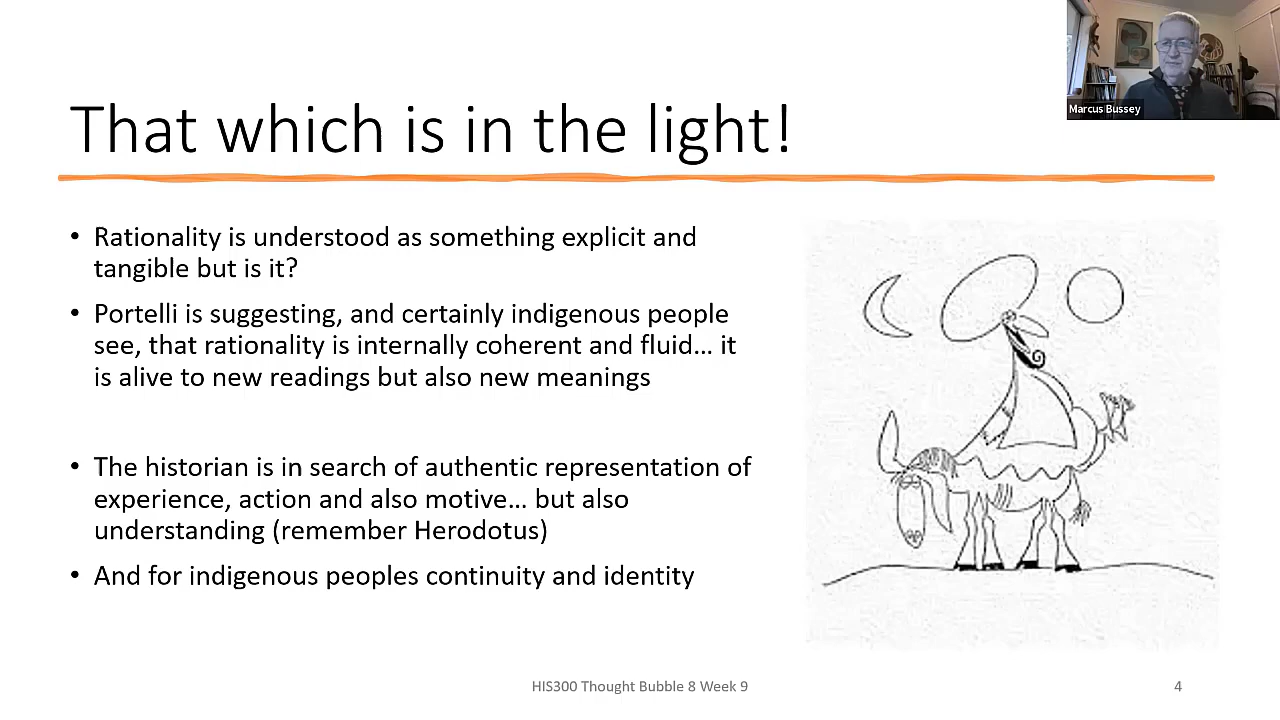 Marcus Bussey
That which is in the light!
• Rationality is understood as something explicit and
tangible but is it?
• Portelli is suggesting, and certainly indigenous people
see, that rationality is internally coherent and fluid… it
is alive to new readings but also new meanings
• The historian is in search of authentic representation of
experience, action and also motive… but also
understanding (remember Herodotus)
• And for indigenous peoples continuity and identity
HIS300 Thought Bubble 8 Week 9
4